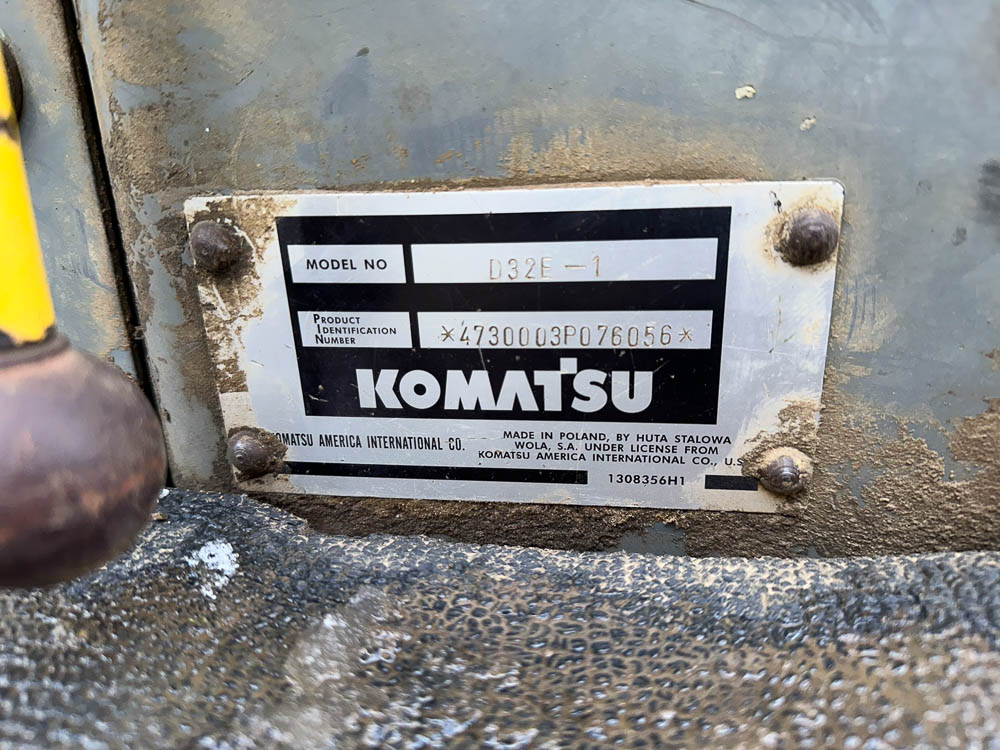 MODEL NO D32E-1
PRODUCT
IDENTIFICATION
NUMBER
*4730003P076056*
KOMATSU
KOMATSU AMERICA INTERNATIONAL CO.
MADE IN POLAND, BY HUTA STALOWA
WOLA, S.A. UNDER LICENSE FROM
KOMATSU AMERICA INTERNATIONAL CO., U.S.
1308356H1